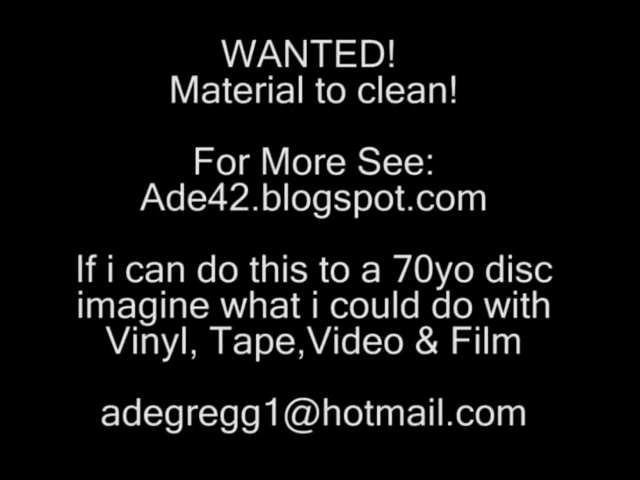 WANTED!
Material to clean!
For More See:
Ade42.blogspot.com
If i can do this to a 70yo disc
imagine what i could do with
Vinyl, Tape,Video & Film
adegregg1@hotmail.com